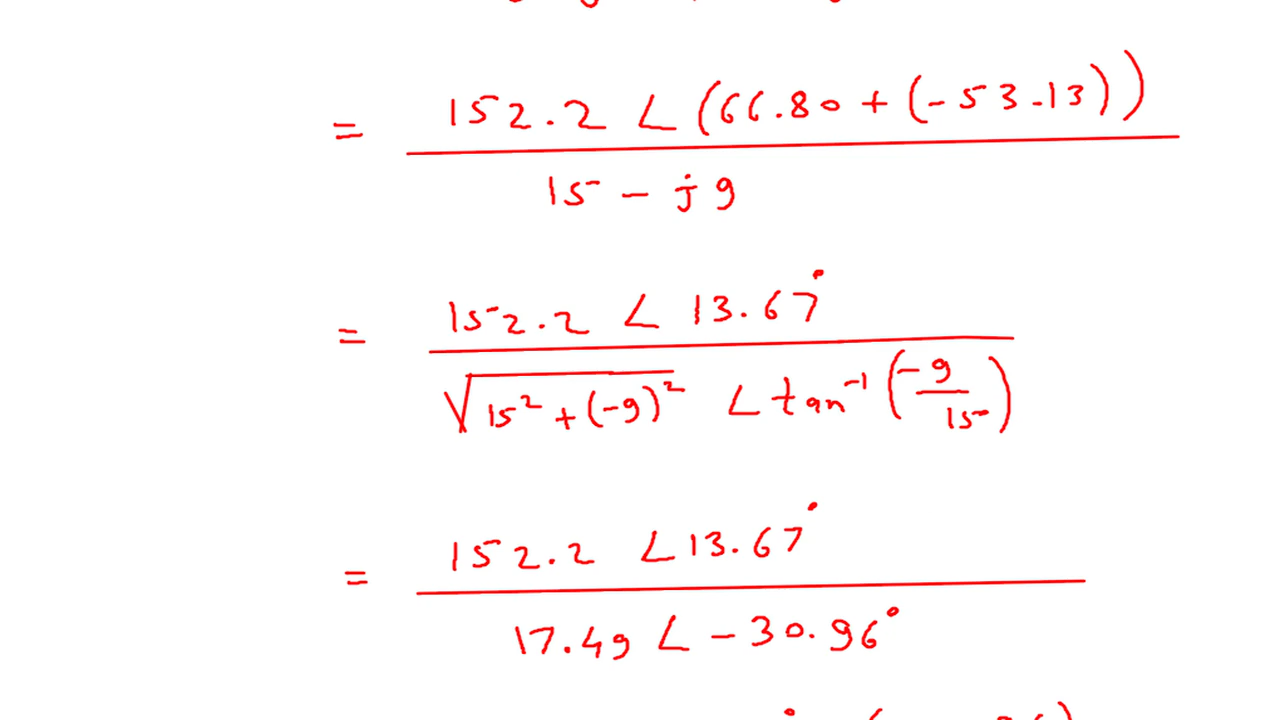 = 152.2 ∠ (66.80 + (-53.13))
15 - j9
= 152.2 ∠ 13.67°
√15² + (-9)² ∠ tan⁻¹ (-9/15)
= 152.2 ∠ 13.67°
17.49 ∠ -30.96°